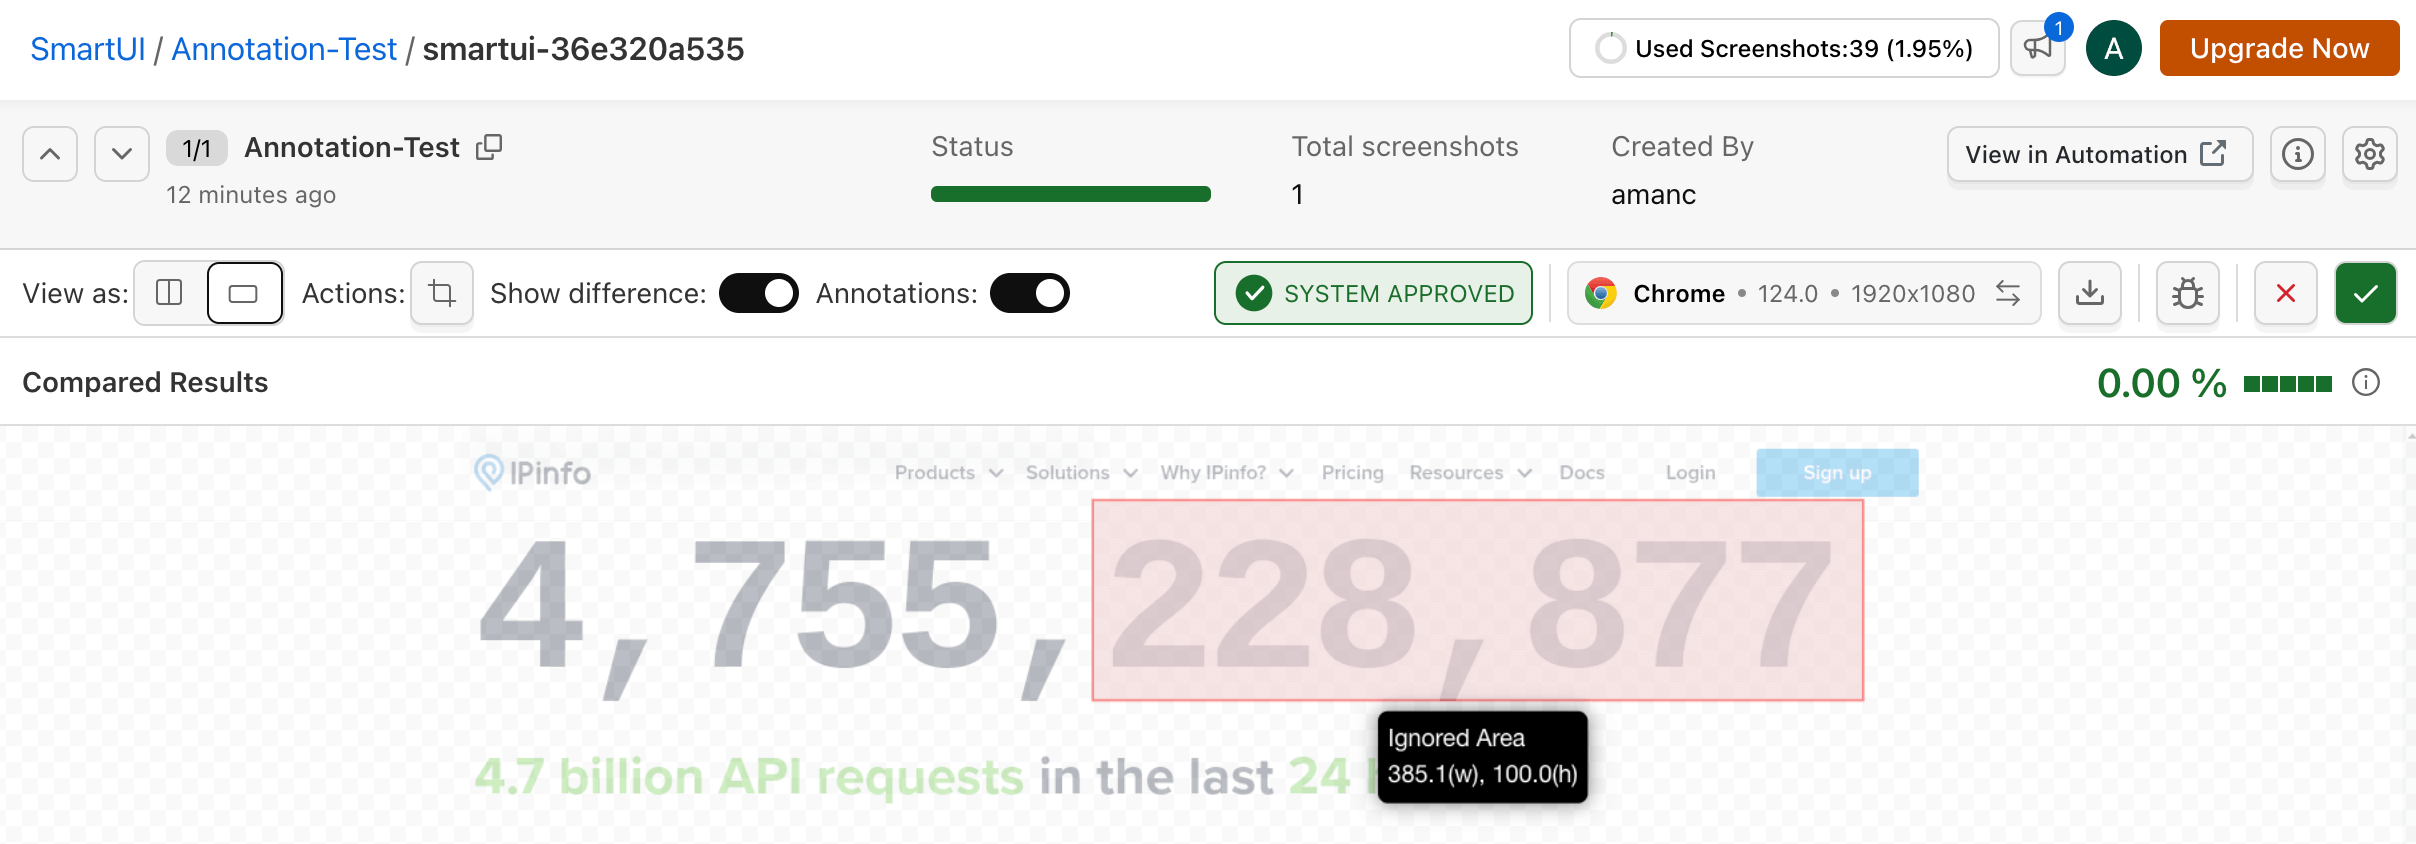 SmartUI / Annotation-Test / smartui-36e320a535
Used Screenshots:39 (1.95%)
1
A
Upgrade Now
1/1 Annotation-Test
12 minutes ago
Status
Total screenshots
1
Created By
amanc
View in Automation
View as:
Actions:
Show difference:
Annotations:
SYSTEM APPROVED
Chrome • 124.0 • 1920x1080
Compared Results
0.00 %
IPinfo
Products
Solutions
Why IPinfo?
Pricing
Resources
Docs
Login
Sign up
4,755,228,877
4.7 billion API requests in the last 24
Ignored Area
385.1(w), 100.0(h)